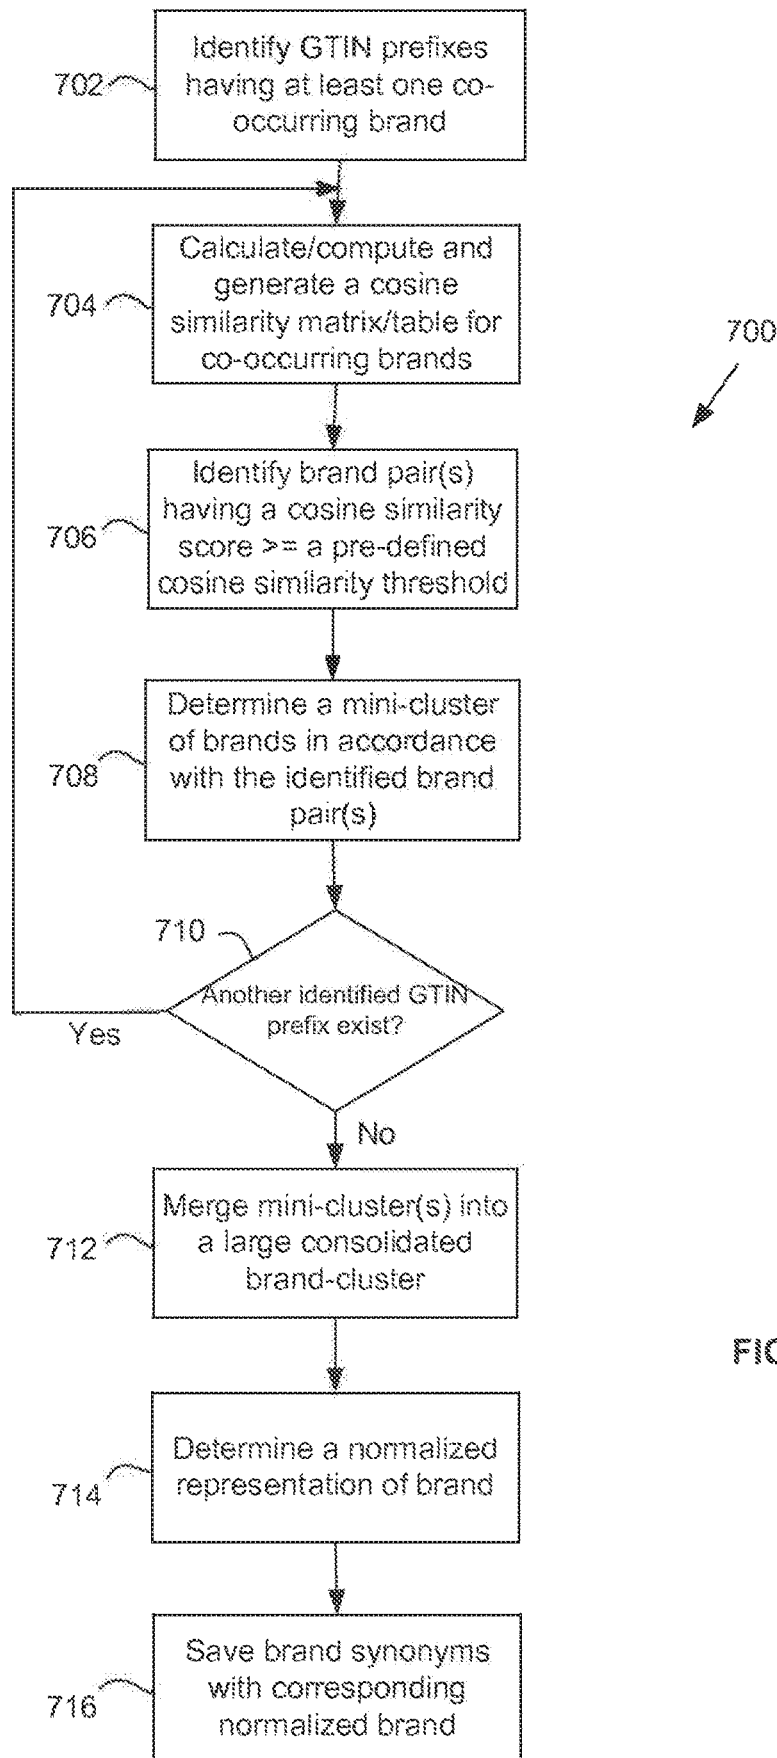 702
Identify GTIN prefixes
having at least one co-
occurring brand
704
Calculate/compute and
generate a cosine
similarity matrix/table for
co-occurring brands
700
706
Identify brand pair(s)
having a cosine similarity
score >= a pre-defined
cosine similarity threshold
708
Determine a mini-cluster
of brands in accordance
with the identified brand
pair(s)
710
Another identified GTIN
prefix exist?
Yes
No
712
Merge mini-cluster(s) into
a large consolidated
brand-cluster
FIG
714
Determine a normalized
representation of brand
716
Save brand synonyms
with corresponding
normalized brand